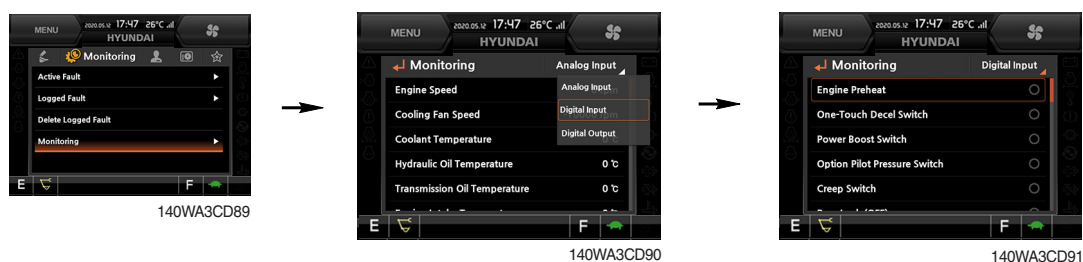 MENU
2020.05.12 17:47 26°C .ıl
HYUNDAI
Monitoring
Active Fault
Logged Fault
Delete Logged Fault
Monitoring
E F
140WA3CD89
MENU
2020.05.12 17:47 26°C .ıl
HYUNDAI
Monitoring Analog Input
Engine Speed
Analog Input
Cooling Fan Speed
Digital Input
Coolant Temperature
Digital Output
Hydraulic Oil Temperature 0 ℃
Transmission Oil Temperature 0 ℃
E F
140WA3CD90
MENU
2020.05.12 17:47 26°C .ıl
HYUNDAI
Monitoring Digital Input
Engine Preheat
One-Touch Decel Switch
Power Boost Switch
Option Pilot Pressure Switch
Creep Switch
E F
140WA3CD91